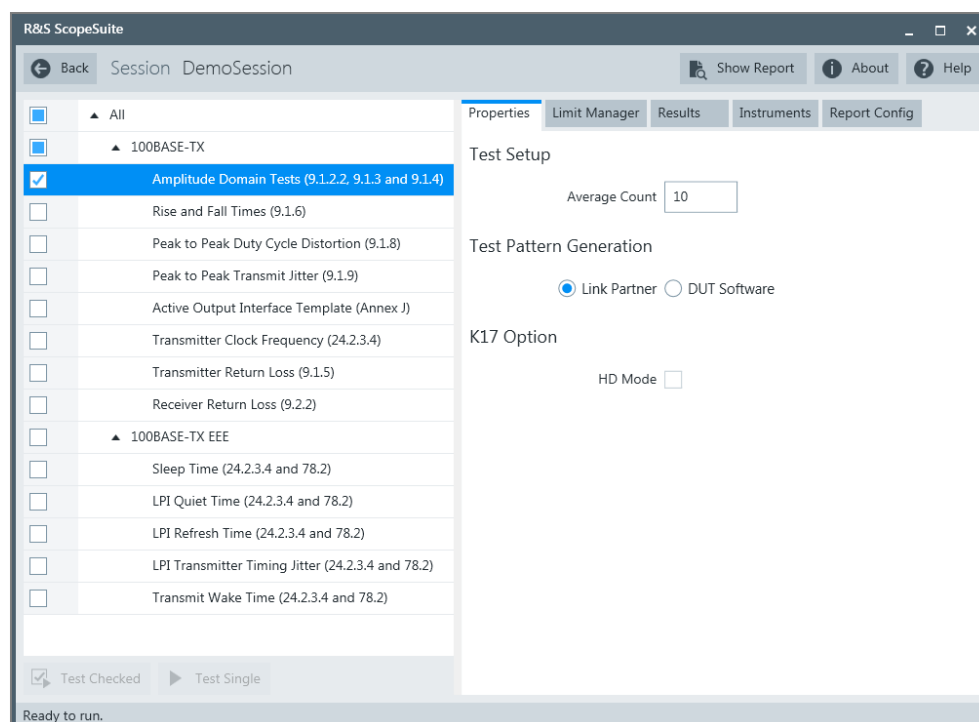 R&S ScopeSuite
Back Session DemoSession Show Report About Help
All
100BASE-TX
Amplitude Domain Tests (9.1.2.2, 9.1.3 and 9.1.4)
Rise and Fall Times (9.1.6)
Peak to Peak Duty Cycle Distortion (9.1.8)
Peak to Peak Transmit Jitter (9.1.9)
Active Output Interface Template (Annex J)
Transmitter Clock Frequency (24.2.3.4)
Transmitter Return Loss (9.1.5)
Receiver Return Loss (9.2.2)
100BASE-TX EEE
Sleep Time (24.2.3.4 and 78.2)
LPI Quiet Time (24.2.3.4 and 78.2)
LPI Refresh Time (24.2.3.4 and 78.2)
LPI Transmitter Timing Jitter (24.2.3.4 and 78.2)
Transmit Wake Time (24.2.3.4 and 78.2)
Test Checked Test Single
Properties Limit Manager Results Instruments Report Config
Test Setup
Average Count 10
Test Pattern Generation
Link Partner DUT Software
K17 Option
HD Mode
Ready to run.